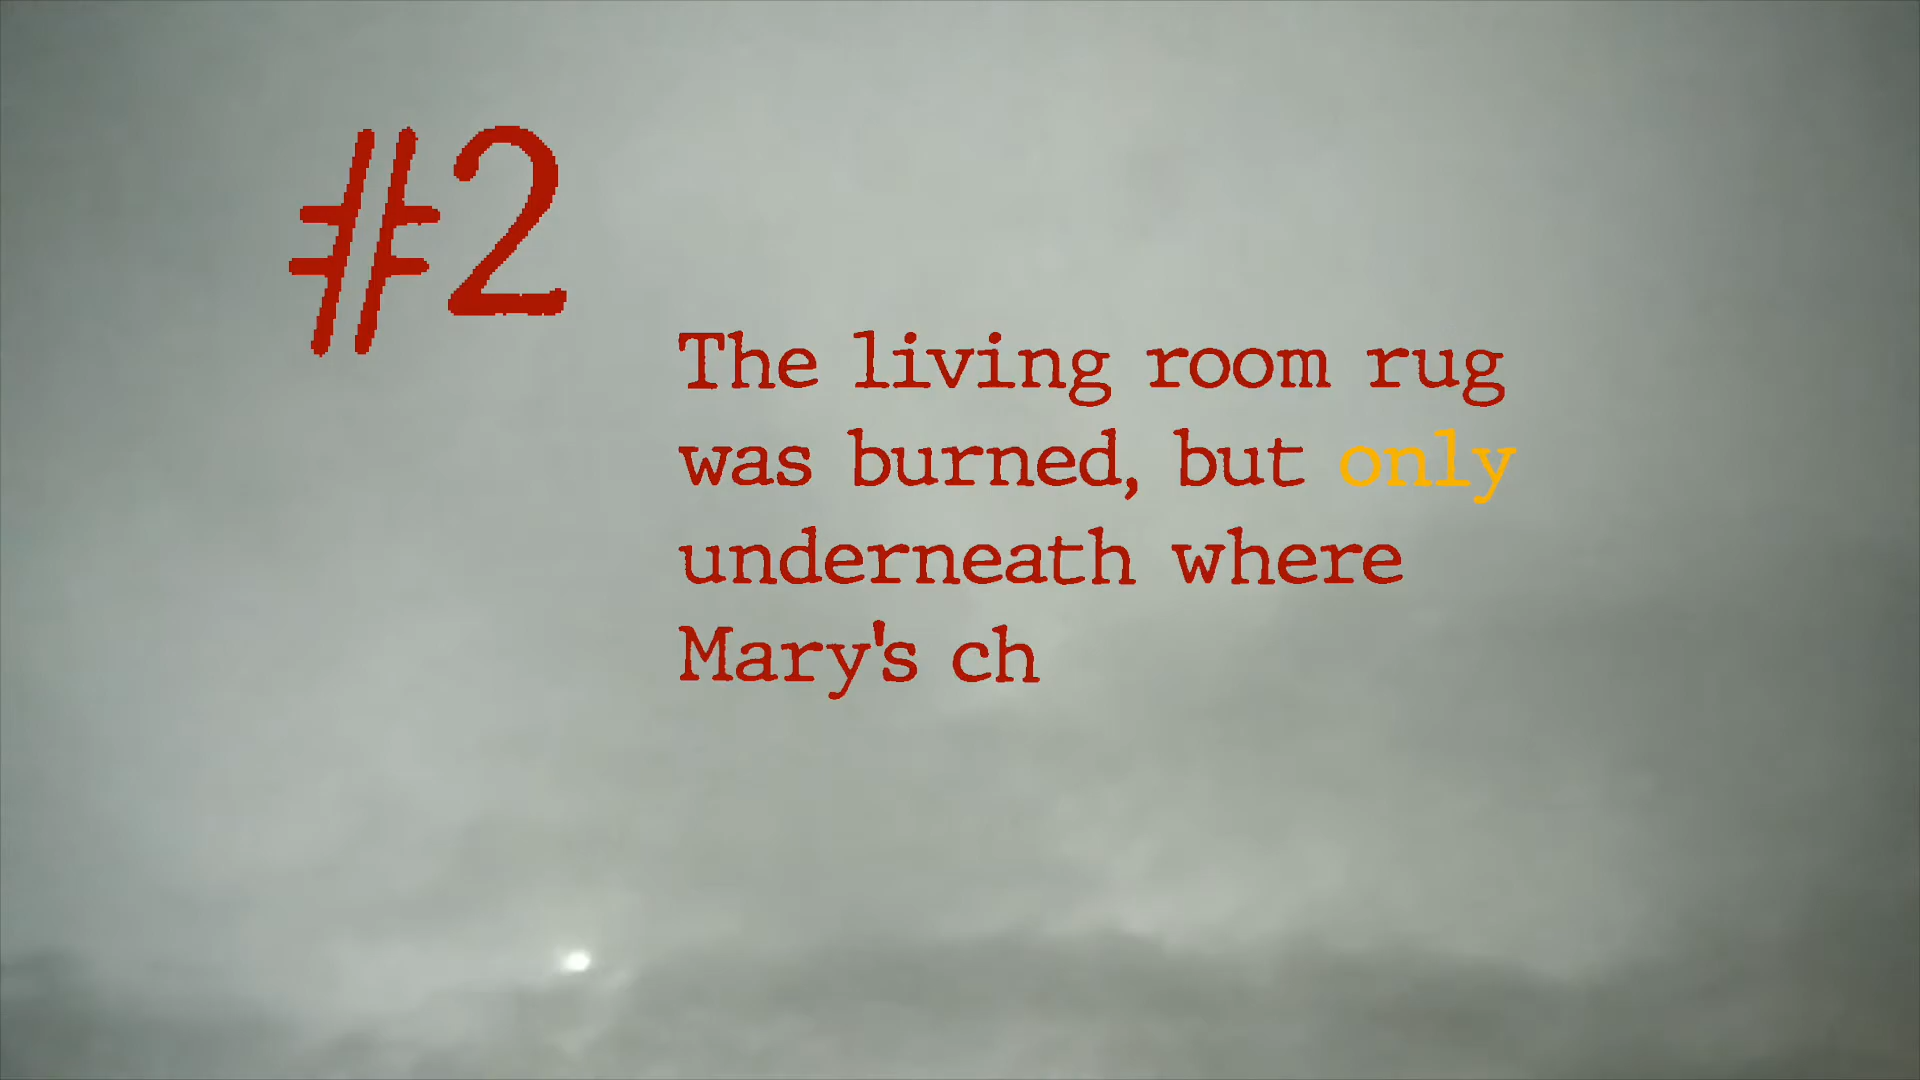 #2
The living room rug
was burned, but only
underneath where
Mary's ch